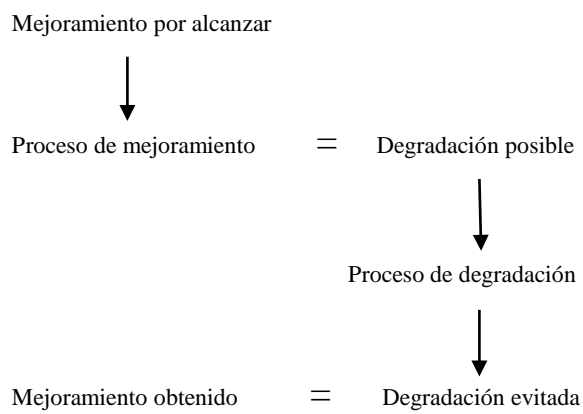 Mejoramiento por alcanzar
Proceso de mejoramiento = Degradación posible
Proceso de degradación
Mejoramiento obtenido = Degradación evitada